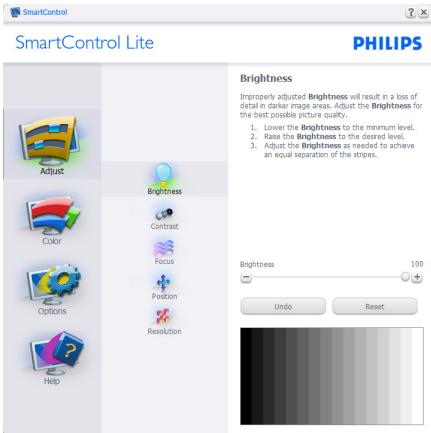 SmartControl
? ×
SmartControl Lite
PHILIPS
Adjust
Color
Options
Help
Brightness
Contrast
Focus
Position
Resolution
Brightness
Improperly adjusted Brightness will result in a loss of
detail in darker image areas. Adjust the Brightness for
the best possible picture quality.
1. Lower the Brightness to the minimum level.
2. Raise the Brightness to the desired level.
3. Adjust the Brightness as needed to achieve
an equal separation of the stripes.
Brightness 100
Undo Reset